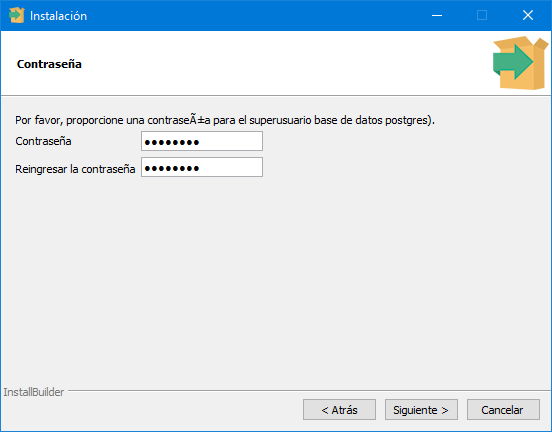 Instalación
Contraseña
Por favor, proporcione una contraseÃ±a para el superusuario base de datos postgres).
Contraseña ●●●●●●●●
Reingresar la contraseña ●●●●●●●●
InstallBuilder
< Atrás Siguiente > Cancelar